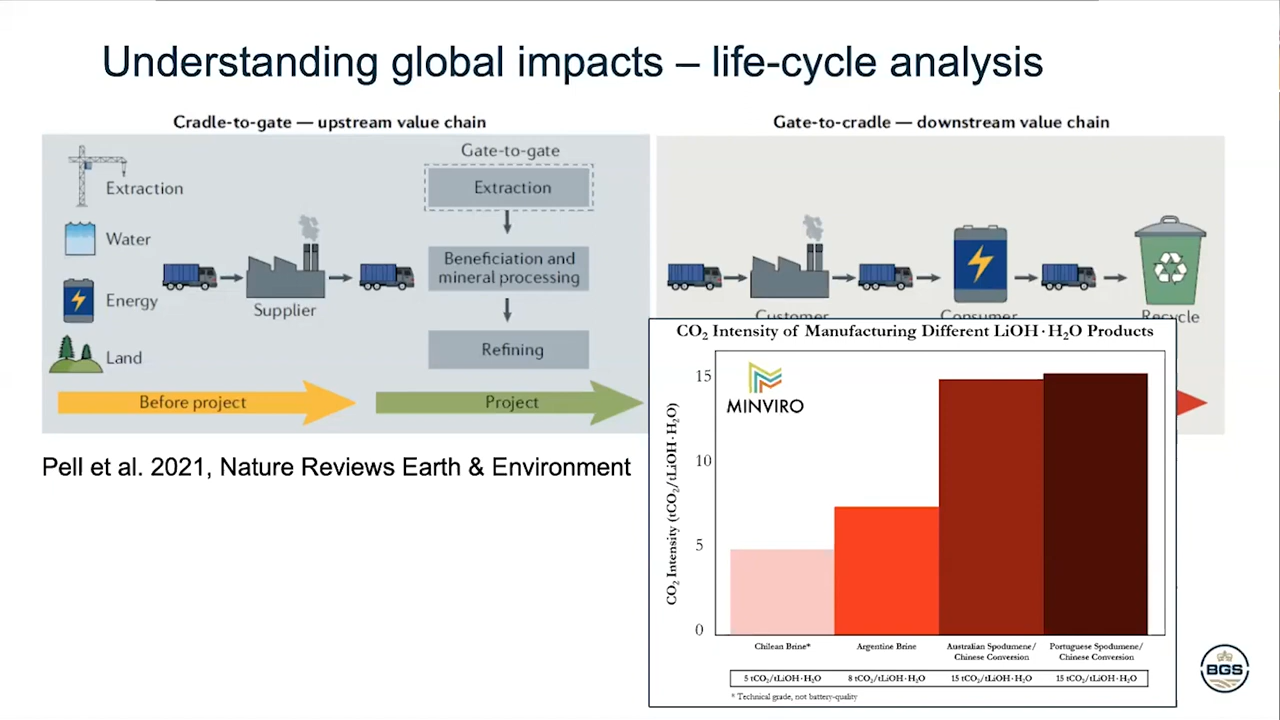 Understanding global impacts – life-cycle analysis
Cradle-to-gate — upstream value chain
Gate-to-cradle — downstream value chain
Gate-to-gate
Extraction
Water
Energy
Land
Supplier
Extraction
Beneficiation and
mineral processing
Refining
Before project
Project
Customer
Consumer
Recycle
Pell et al. 2021, Nature Reviews Earth & Environment
CO₂ Intensity of Manufacturing Different LiOH·H₂O Products
MINVIRO
CO₂ Intensity (tCO₂/tLiOH·H₂O)
15
10
5
0
Chilean Brine*
Argentine Brine
Australian Spodumene/
Chinese Conversion
Portuguese Spodumene/
Chinese Conversion
5 tCO₂/tLiOH·H₂O
8 tCO₂/tLiOH·H₂O
15 tCO₂/tLiOH·H₂O
15 tCO₂/tLiOH·H₂O
* Technical grade, not battery-quality
BGS